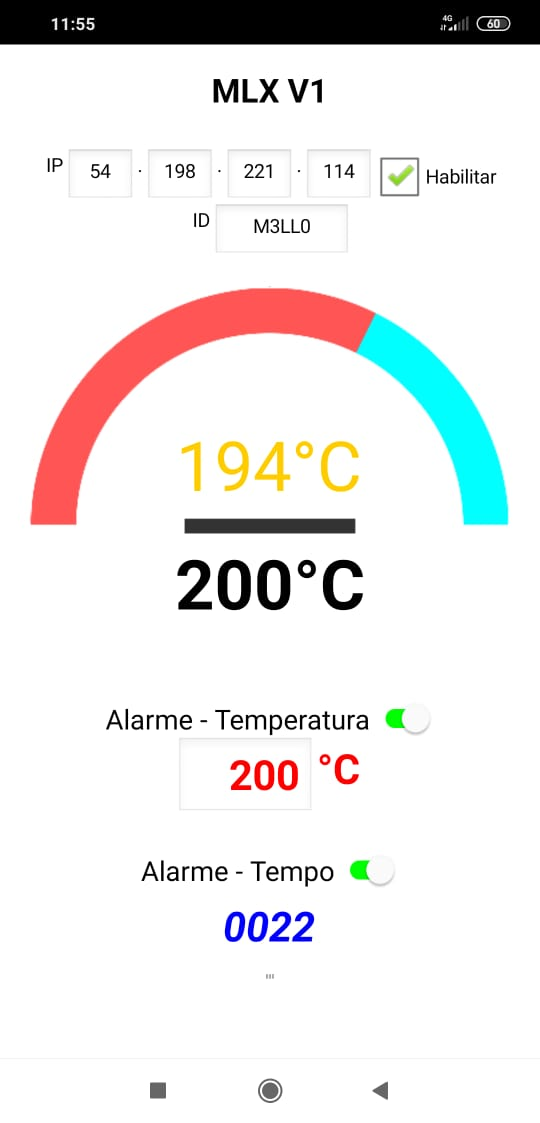 11:55 4G 60
MLX V1
IP 54 . 198 . 221 . 114 Habilitar
ID M3LL0
194°C
200°C
Alarme - Temperatura
200 °C
Alarme - Tempo
0022
'''